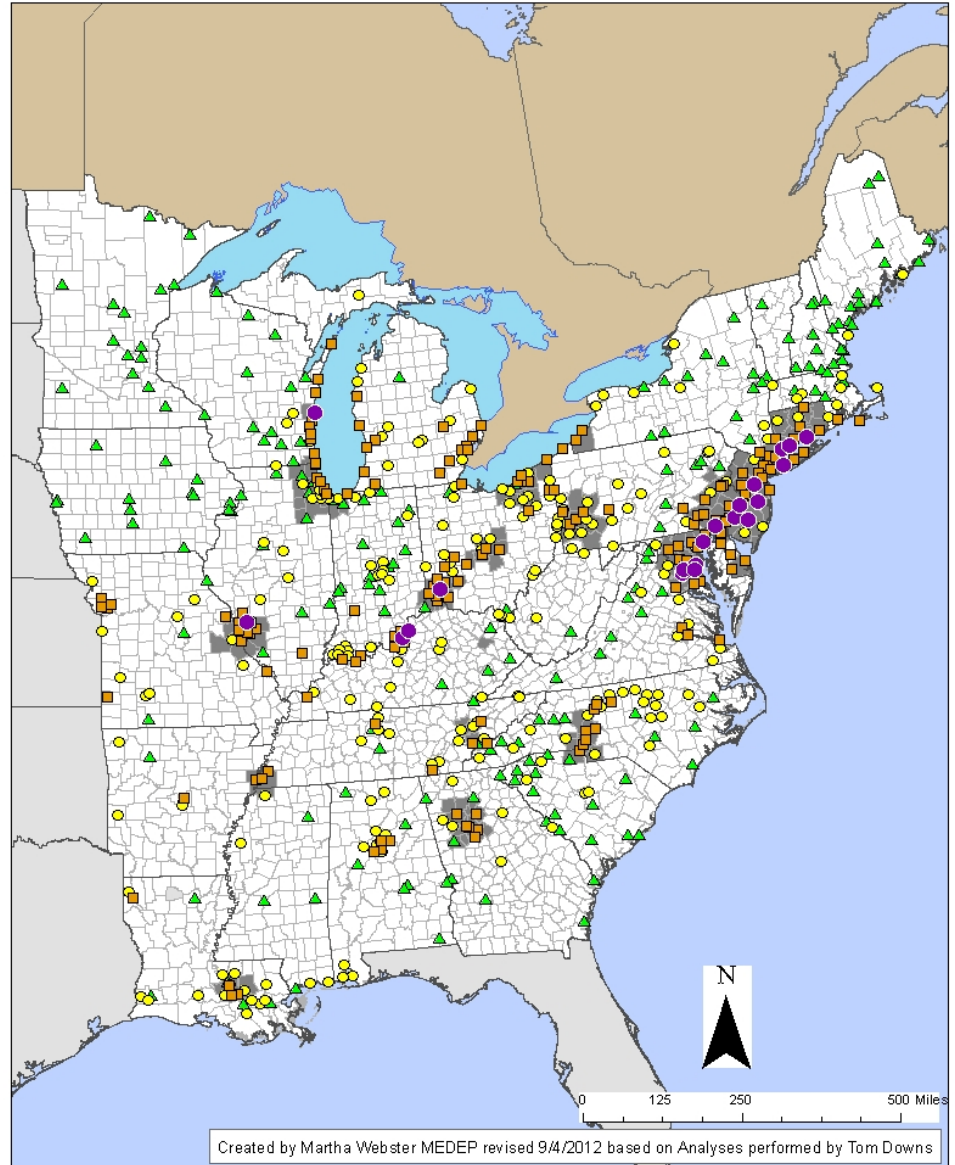 N
0 125 250 500 Miles
Created by Martha Webster MEDEP revised 9/4/2012 based on Analyses performed by Tom Downs